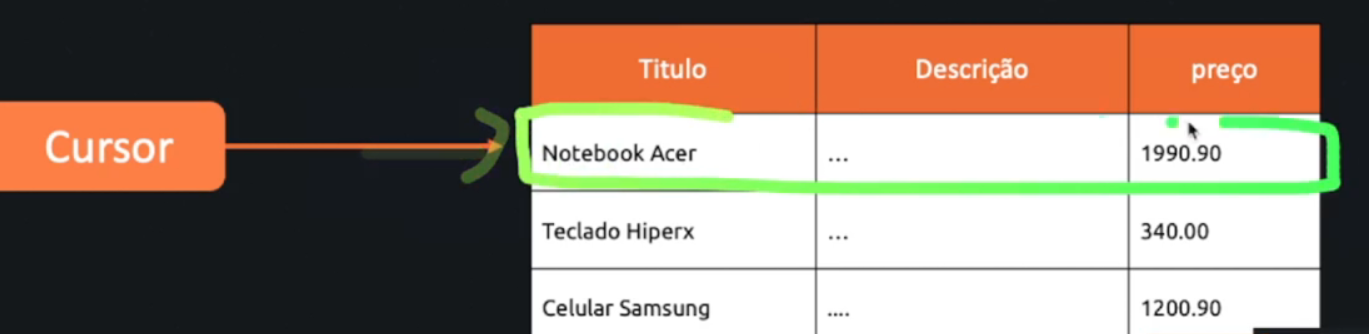 Cursor
Titulo Descrição preço
Notebook Acer ... 1990.90
Teclado Hiperx ... 340.00
Celular Samsung .... 1200.90